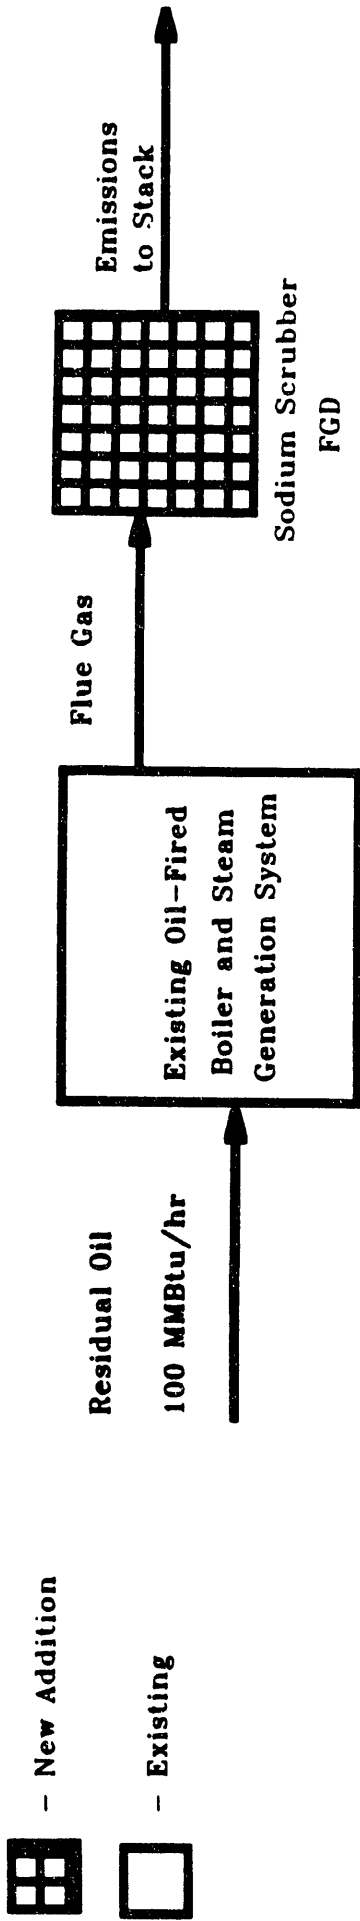 – New Addition
– Existing
Residual Oil
100 MMBtu/hr
Existing Oil–Fired
Boiler and Steam
Generation System
Flue Gas
Sodium Scrubber
FGD
Emissions
to Stack